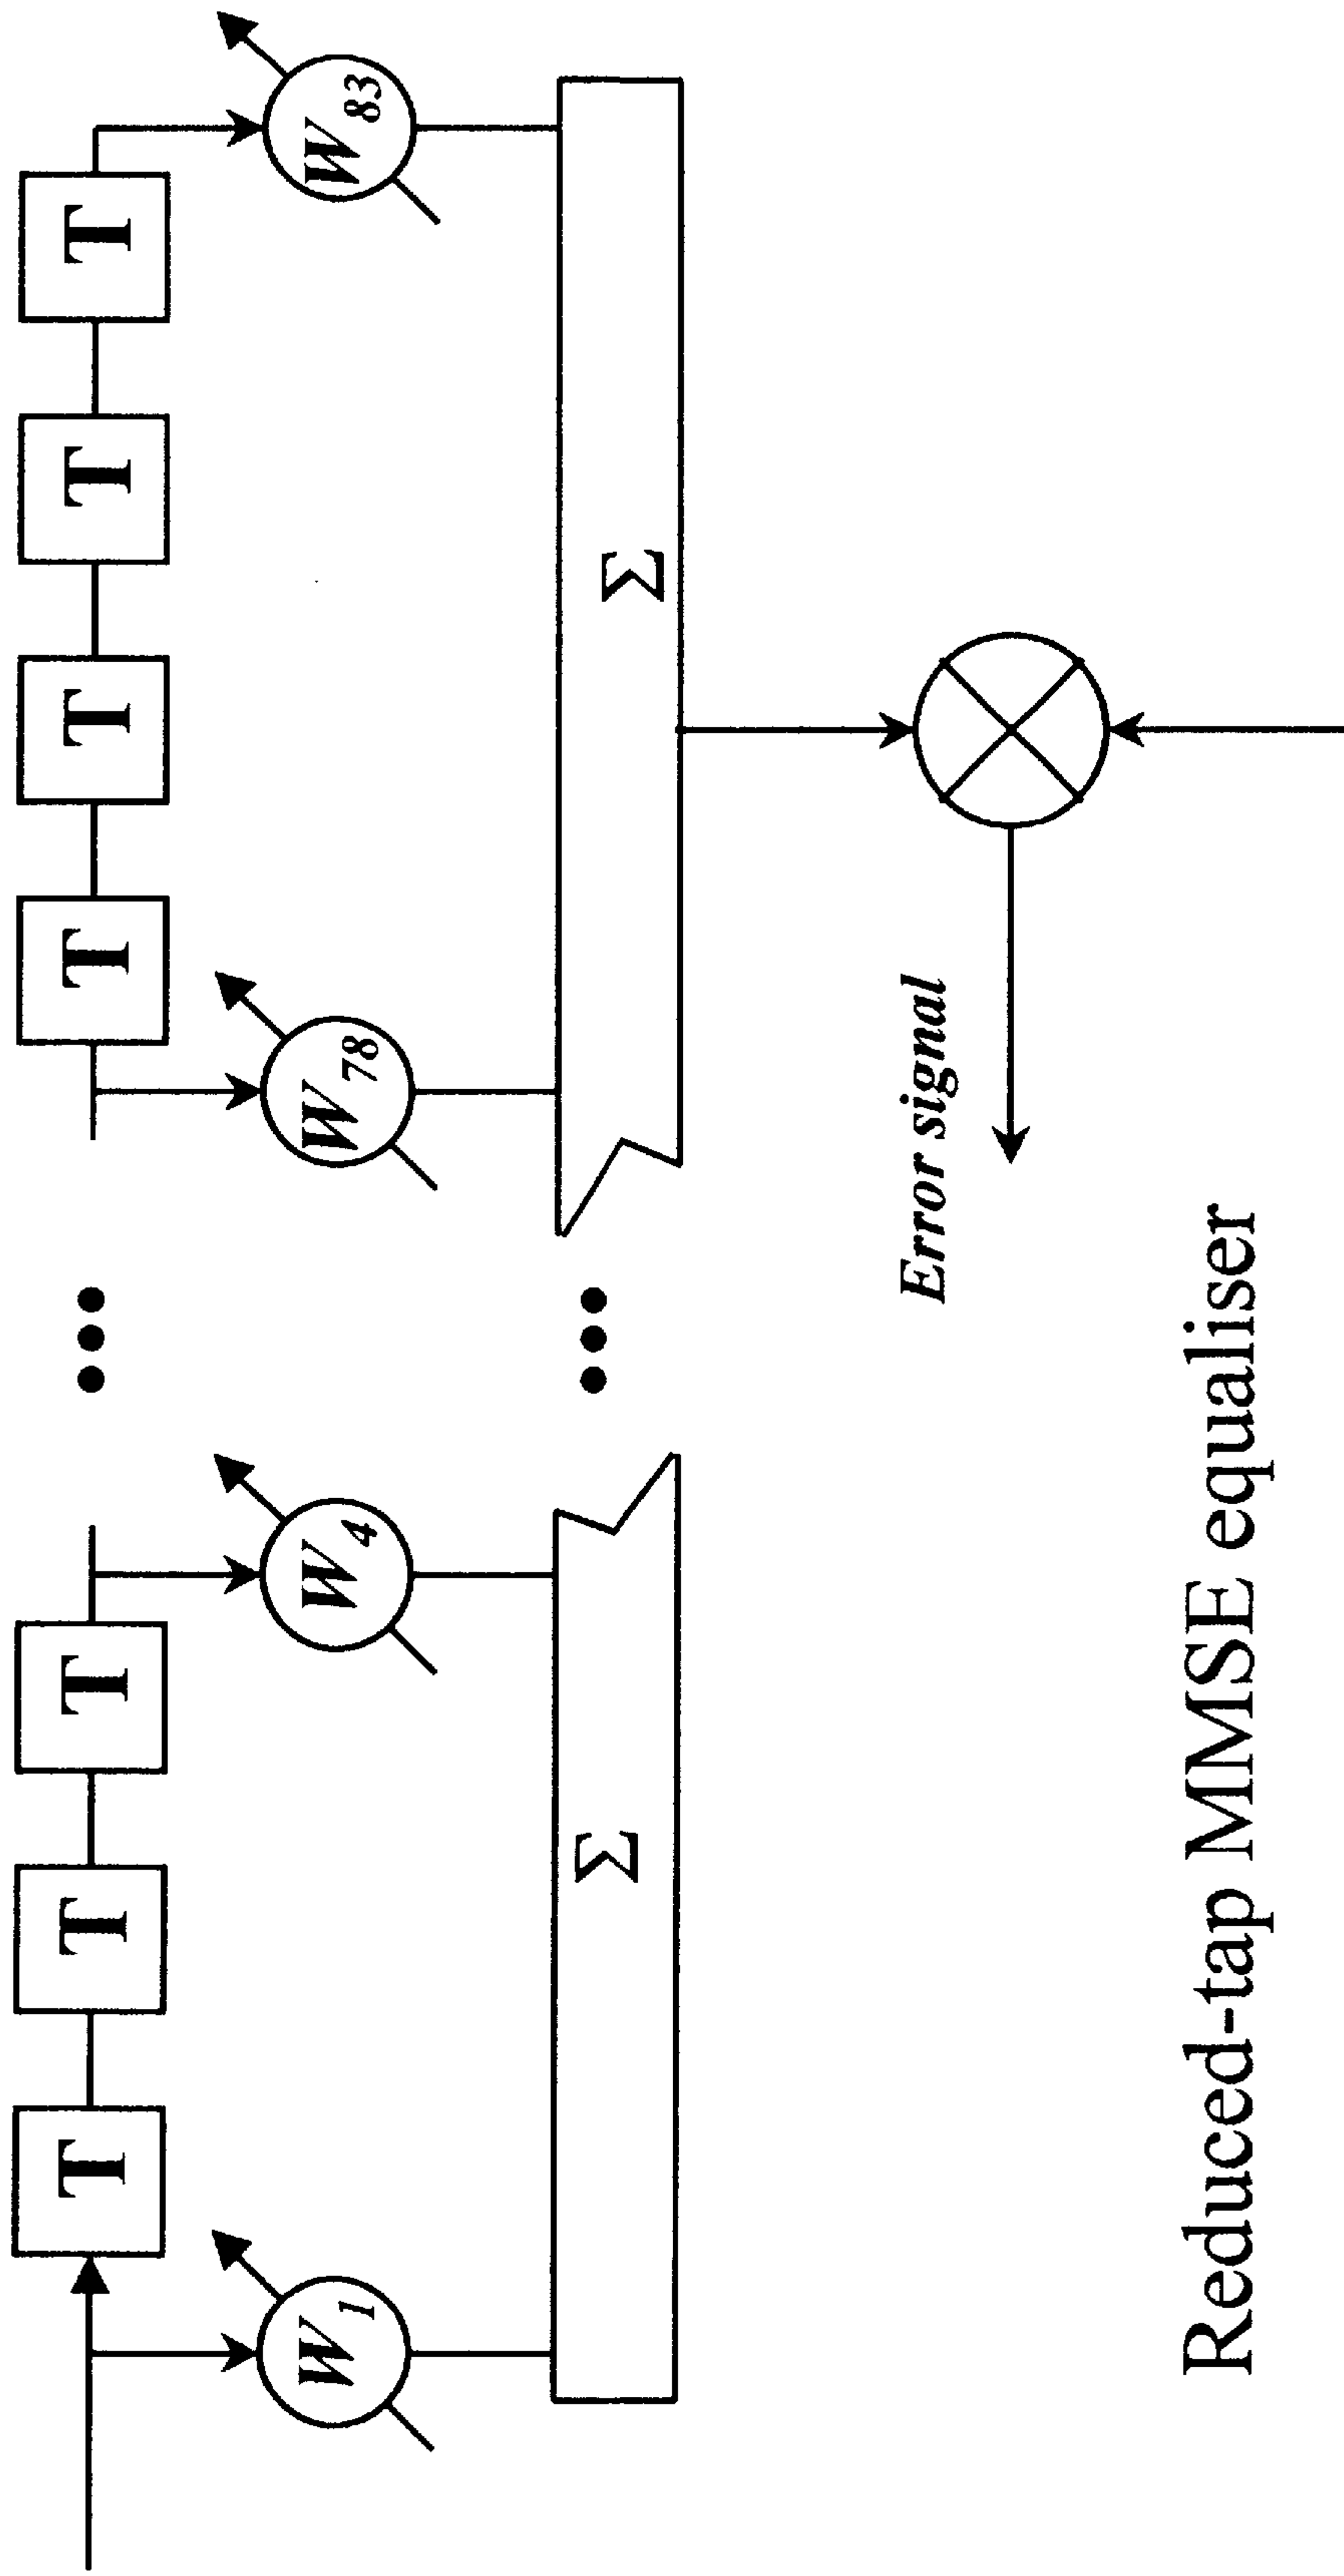 T T T T T T T
W1 W4 W78 W83
Σ Σ
Error signal
Reduced-tap MMSE equaliser